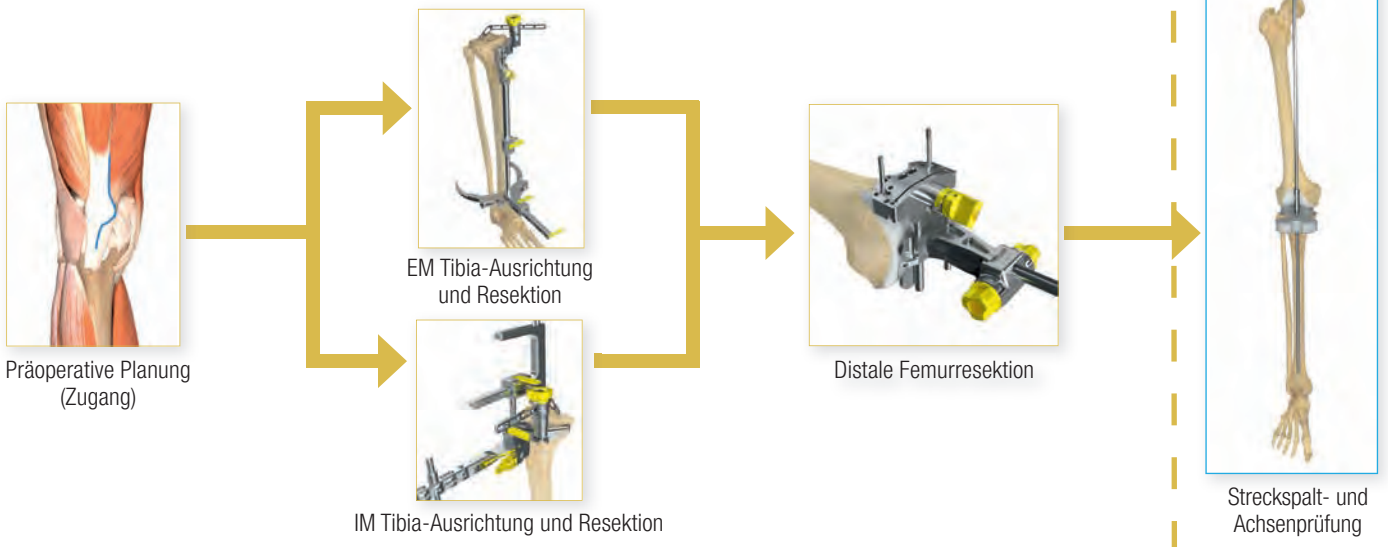 Präoperative Planung
(Zugang)
EM Tibia-Ausrichtung
und Resektion
IM Tibia-Ausrichtung und Resektion
Distale Femurresektion
Streckspalt- und
Achsenprüfung